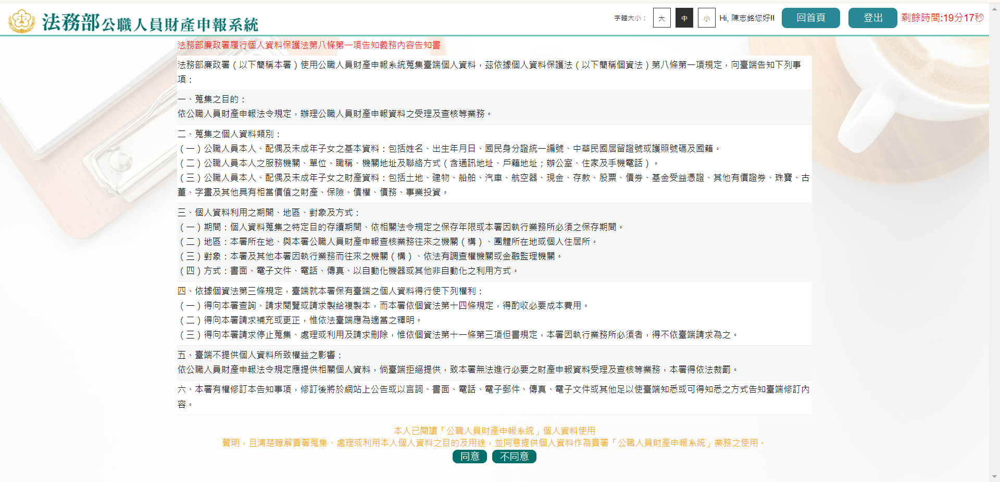 法務部公職人員財產申報系統
字體大小：
大
中
小
Hi, 陳志銘您好!!
回首頁
登出
剩餘時間:19分17秒
法務部廉政署履行個人資料保護法第八條第一項告知義務內容告知書
法務部廉政署（以下簡稱本署）使用公職人員財產申報系統蒐集臺端個人資料，茲依據個人資料保護法（以下簡稱個資法）第八條第一項規定，向臺端告知下列事
項：
一、蒐集之目的：
依公職人員財產申報法令規定，辦理公職人員財產申報資料之受理及查核等業務。
二、蒐集之個人資料類別：
（一）公職人員本人、配偶及未成年子女之基本資料：包括姓名、出生年月日、國民身分證統一編號、中華民國居留證號或護照號碼及國籍。
（二）公職人員本人之服務機關、單位、職稱、機關地址及聯絡方式（含通訊地址、戶籍地址；辦公室、住家及手機電話）。
（三）公職人員本人、配偶及未成年子女之財產資料：包括土地、建物、船舶、汽車、航空器、現金、存款、股票、債券、基金受益憑證、其他有價證券、珠寶、古
董、字畫及其他具有相當價值之財產、保險、債權、債務、事業投資。
三、個人資料利用之期間、地區、對象及方式：
（一）期間：個人資料蒐集之特定目的存續期間、依相關法令規定之保存年限或本署因執行業務所必須之保存期間。
（二）地區：本署所在地、與本署公職人員財產申報查核業務往來之機關（構）、團體所在地或個人住居所。
（三）對象：本署及其他本署因執行業務而往來之機關（構）、依法有調查權機關或金融監理機關。
（四）方式：書面、電子文件、電話、傳真、以自動化機器或其他非自動化之利用方式。
四、依據個資法第三條規定，臺端就本署保有臺端之個人資料得行使下列權利：
（一）得向本署查詢、請求閱覽或請求製給複製本，而本署依個資法第十四條規定，得酌收必要成本費用。
（二）得向本署請求補充或更正，惟依法臺端應為適當之釋明。
（三）得向本署請求停止蒐集、處理或利用及請求刪除，惟依個資法第十一條第三項但書規定，本署因執行業務所必須者，得不依臺端請求為之。
五、臺端不提供個人資料所致權益之影響：
依公職人員財產申報法令規定應提供相關個人資料，倘臺端拒絕提供，致本署無法進行必要之財產申報資料受理及查核等業務，本署得依法裁罰。
六、本署有權修訂本告知事項，修訂後將於網站上公告或以言詞、書面、電話、電子郵件、傳真、電子文件或其他足以使臺端知悉或可得知悉之方式告知臺端修訂內
容。
本人已閱讀「公職人員財產申報系統」個人資料使用
聲明，且清楚瞭解貴署蒐集、處理或利用本人個人資料之目的及用途，並同意提供個人資料作為貴署「公職人員財產申報系統」業務之使用。
同意
不同意